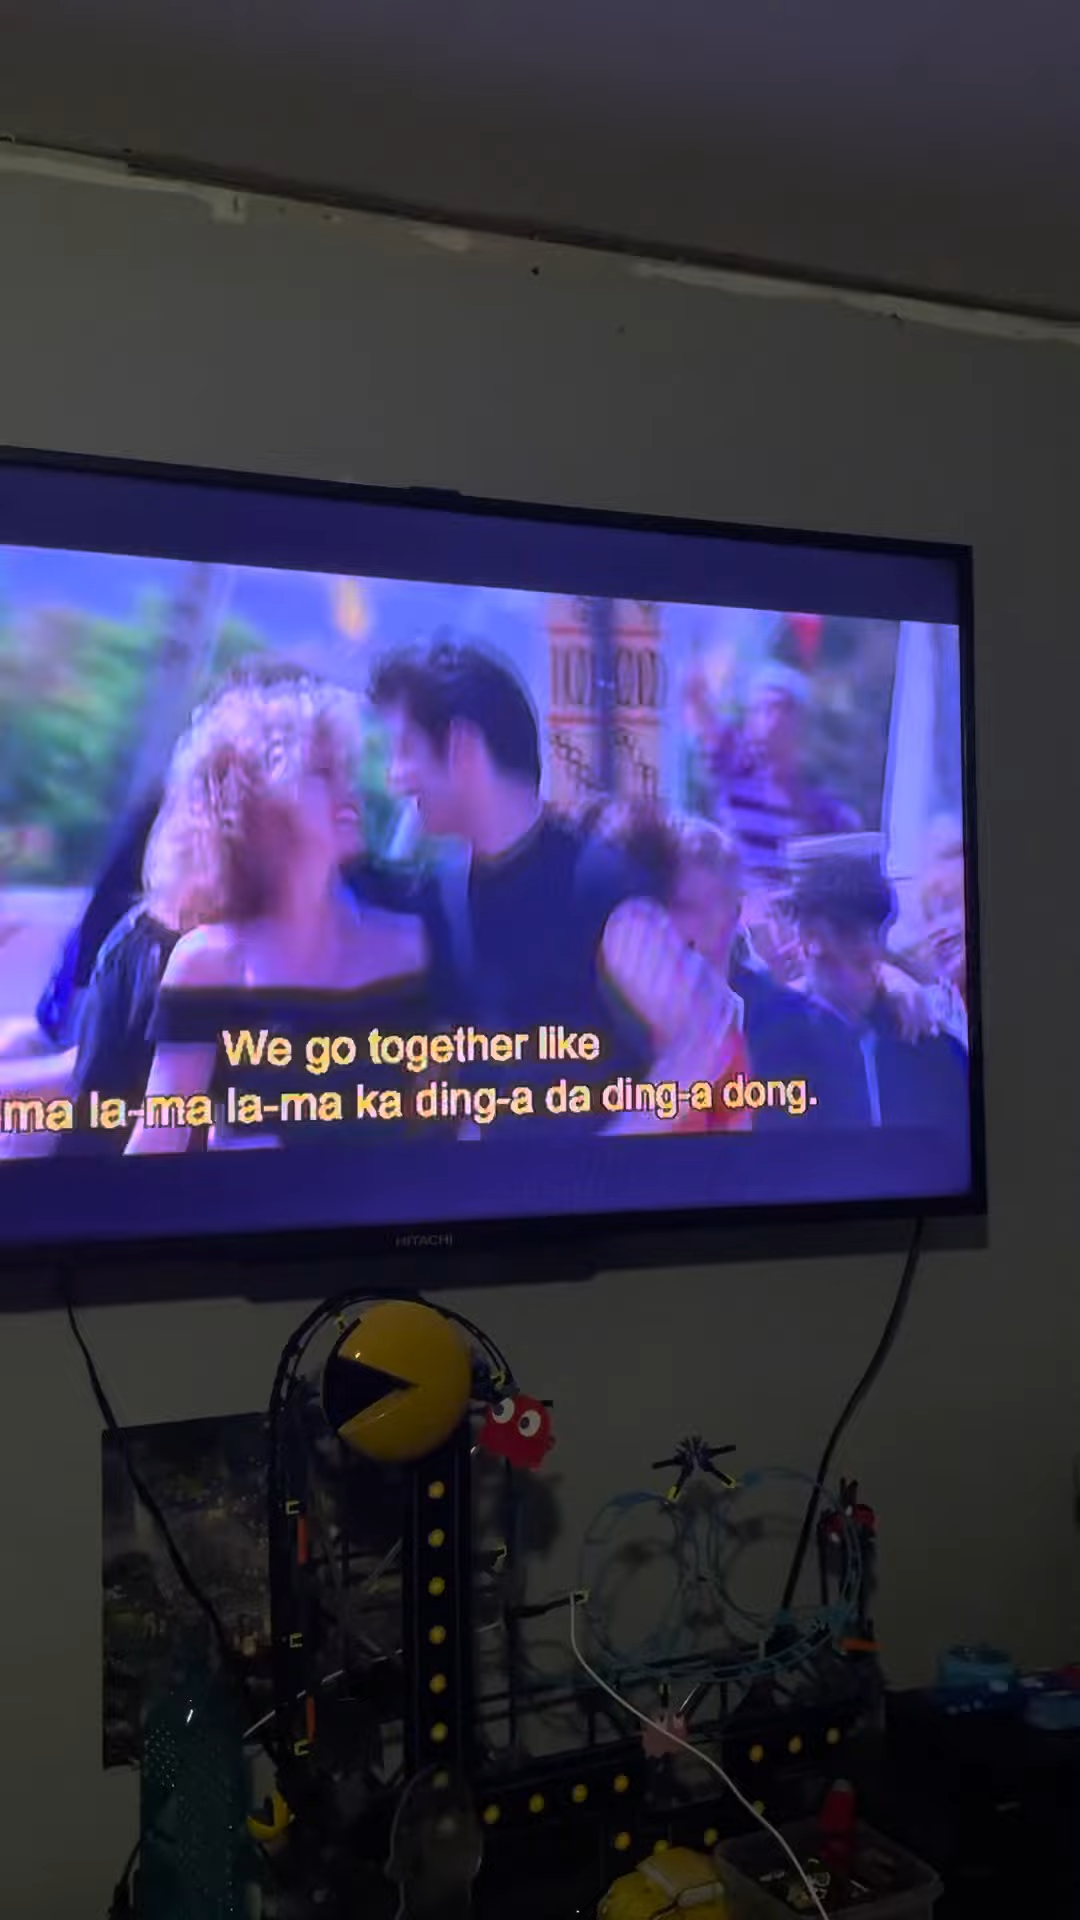 We go together like
ma la-ma la-ma ka ding-a da ding-a dong.
HITACHI